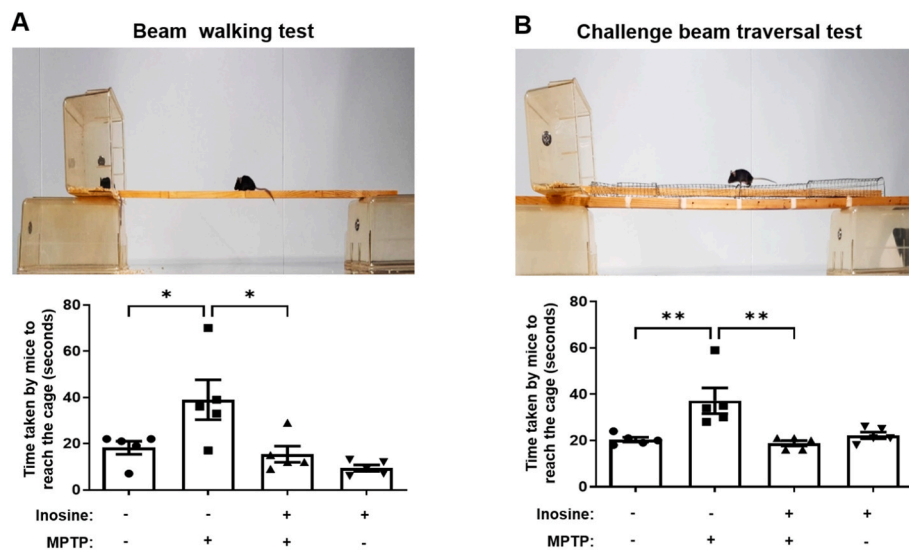 A
Beam walking test
G
Time taken by mice to
reach the cage (seconds)
80
60
40
20
0
*
*
Inosine: - - + +
MPTP: - + + -
B
Challenge beam traversal test
G
Time taken by mice to
reach the cage (seconds)
80
60
40
20
0
**
**
Inosine: - - + +
MPTP: - + + -